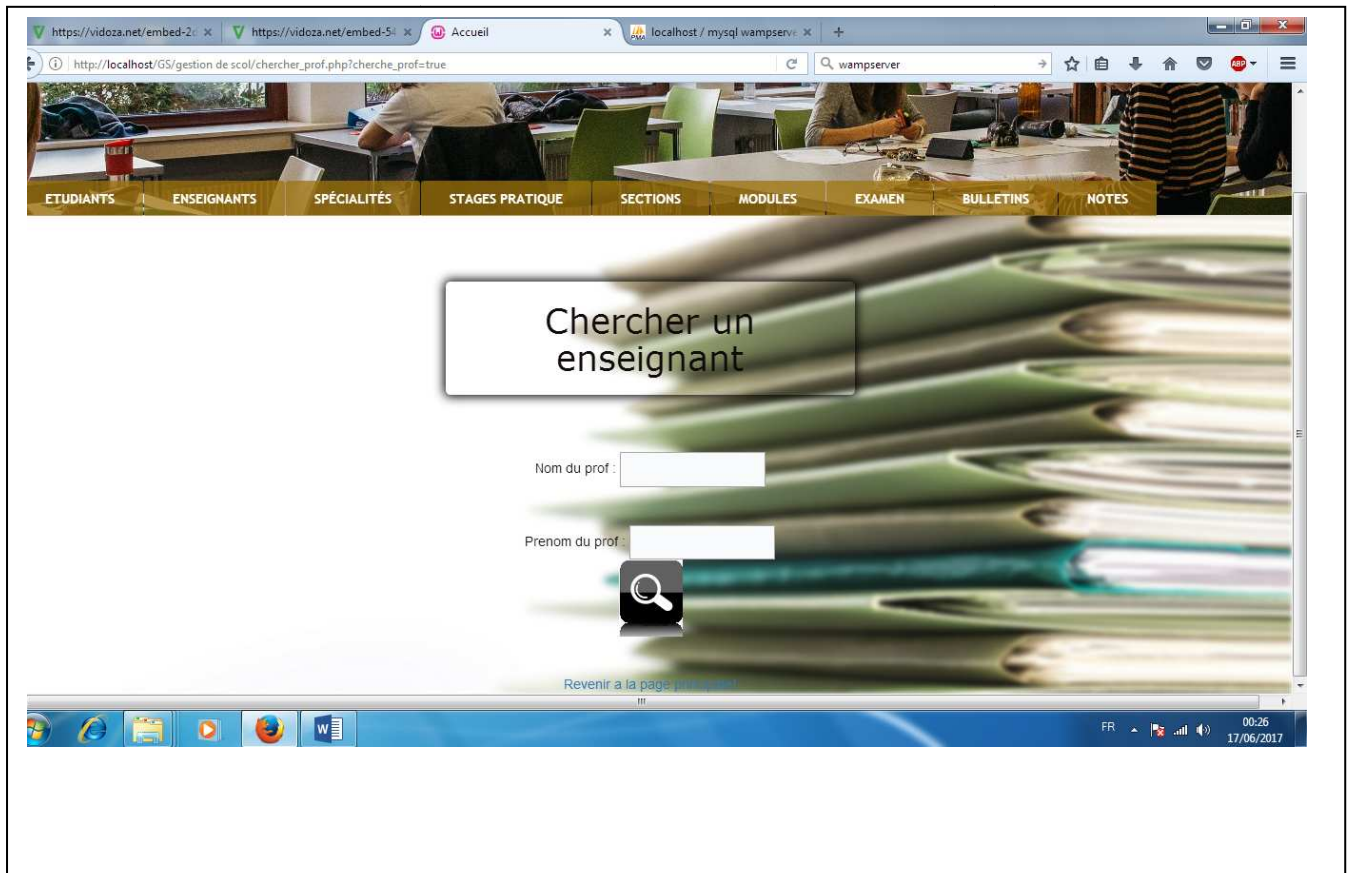 https://vidoza.net/embed-2
https://vidoza.net/embed-54
Accueil
localhost / mysql wampserve
http://localhost/GS/gestion de scol/chercher_prof.php?cherche_prof=true
wampserver
ABP
ETUDIANTS ENSEIGNANTS SPÉCIALITÉS STAGES PRATIQUE SECTIONS MODULES EXAMEN BULLETINS NOTES
Chercher un
enseignant
Nom du prof :
Prenom du prof :
Revenir a la page
FR
00:26
17/06/2017